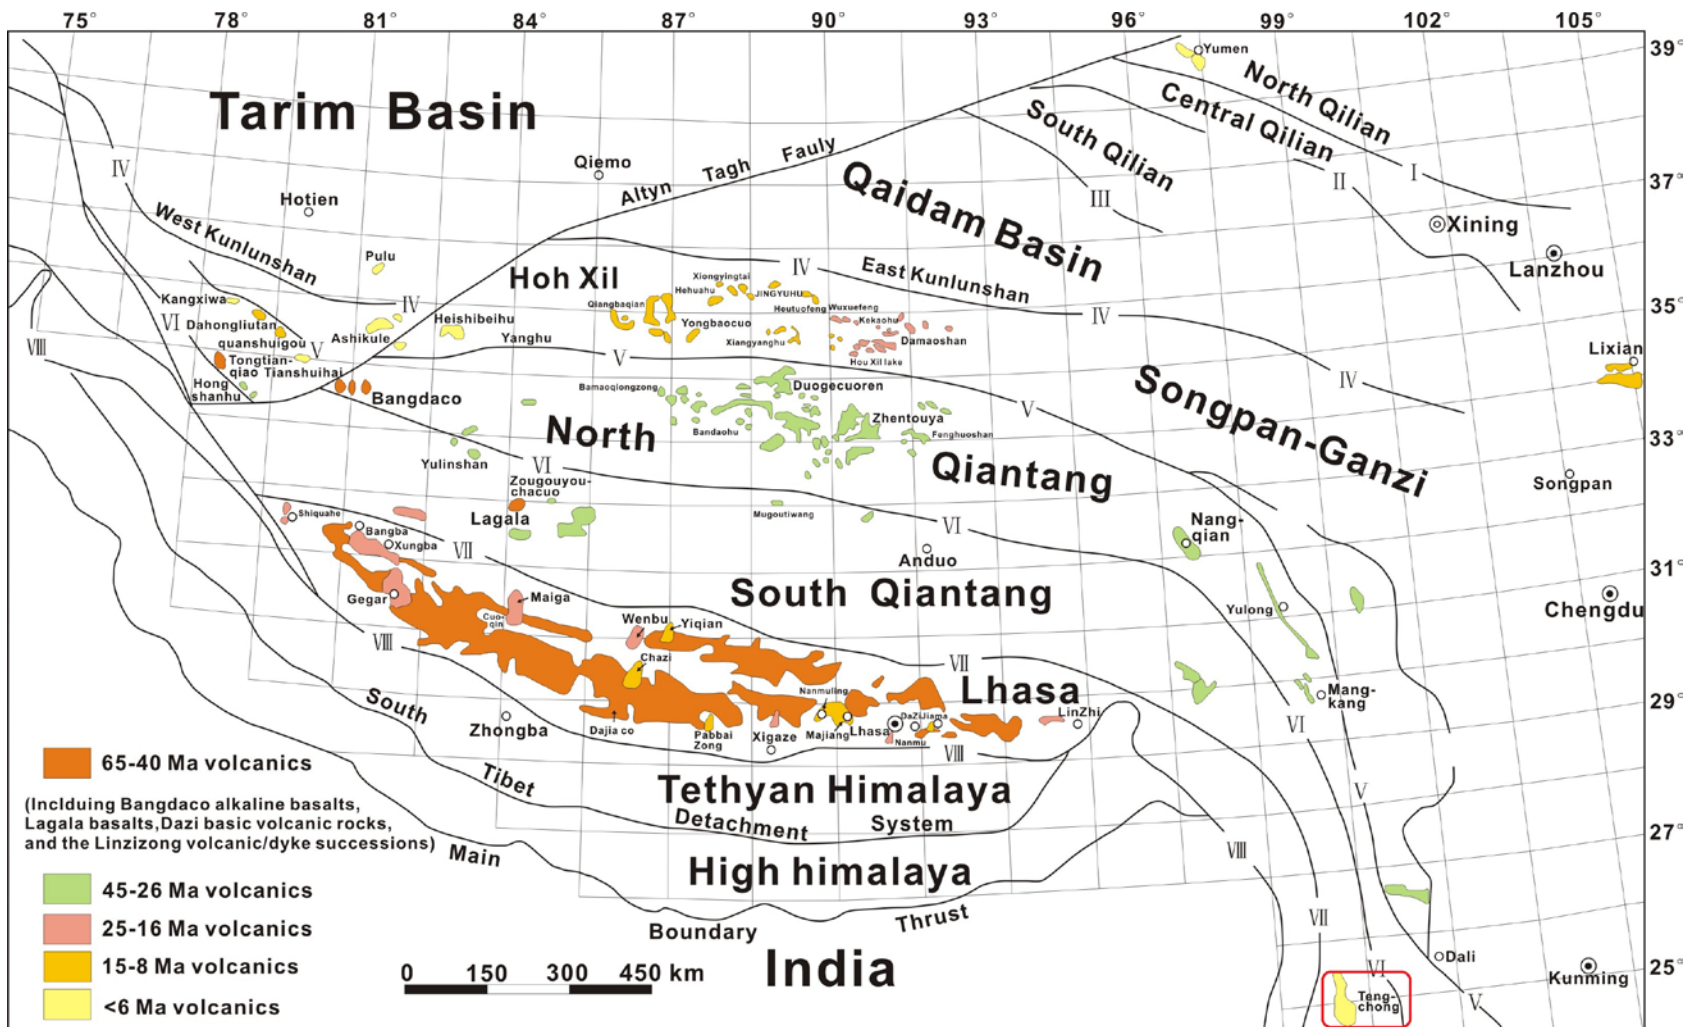 75°
78°
81°
84°
87°
90°
93°
96°
99°
102°
105°
39°
37°
35°
33°
31°
29°
27°
25°
Yumen
North Qilian
Central Qilian
South Qilian
Tarim Basin
Altyn Tagh Fauly
Qiemo
Hotien
Qaidam Basin
I
II
III
Xining
Lanzhou
IV
West Kunlunshan
Pulu
IV
Hoh Xil
IV
East Kunlunshan
IV
IV
Kangxiwa
VI
Dahongliutan
quanshuigou
V
Ashikule
Heishibeihu
Yanghu
Qiangbaqian
Hehuahu
Xiongyingtai
JINGYUHU
Heutuofeng
Wuxuefeng
Kekaohu
Yongbaocuo
Xiangyanghu
Damaoshan
Hou Xil lake
V
V
VIII
Tongtian-
qiao
Tianshuihai
Hong
shanhu
Bangdaco
Bamaoqiongzong
Duogecuoren
Bandaohu
Zhentouya
Fenghuoshan
Songpan-Ganzi
Lixian
Songpan
North
Qiantang
Yulinshan
VI
Zougouyou-
chacuo
Lagala
Mugoutiwang
VI
Anduo
Nang-
qian
Shiquahe
Bangba
Xungba
VII
Gegar
Maiga
Cuo-
qin
South Qiantang
Yulong
Chengdu
Wenbu
Yiqian
Chazi
VII
VIII
Lhasa
Nanmuling
Mang-
kang
South
Zhongba
Dajia co
Pabbai
Zong
Xigaze
Majiang
Lhasa
DaZi
Jiama
Nanmu
LinZhi
VIII
VI
V
Tibet
Tethyan Himalaya
Detachment
System
Main
High himalaya
VIII
Boundary
Thrust
India
VII
VI
V
Dali
Kunming
Teng-
chong
65-40 Ma volcanics
(Inclduing Bangdaco alkaline basalts,
Lagala basalts,Dazi basic volcanic rocks,
and the Linzizong volcanic/dyke successions)
45-26 Ma volcanics
25-16 Ma volcanics
15-8 Ma volcanics
<6 Ma volcanics
0 150 300 450 km